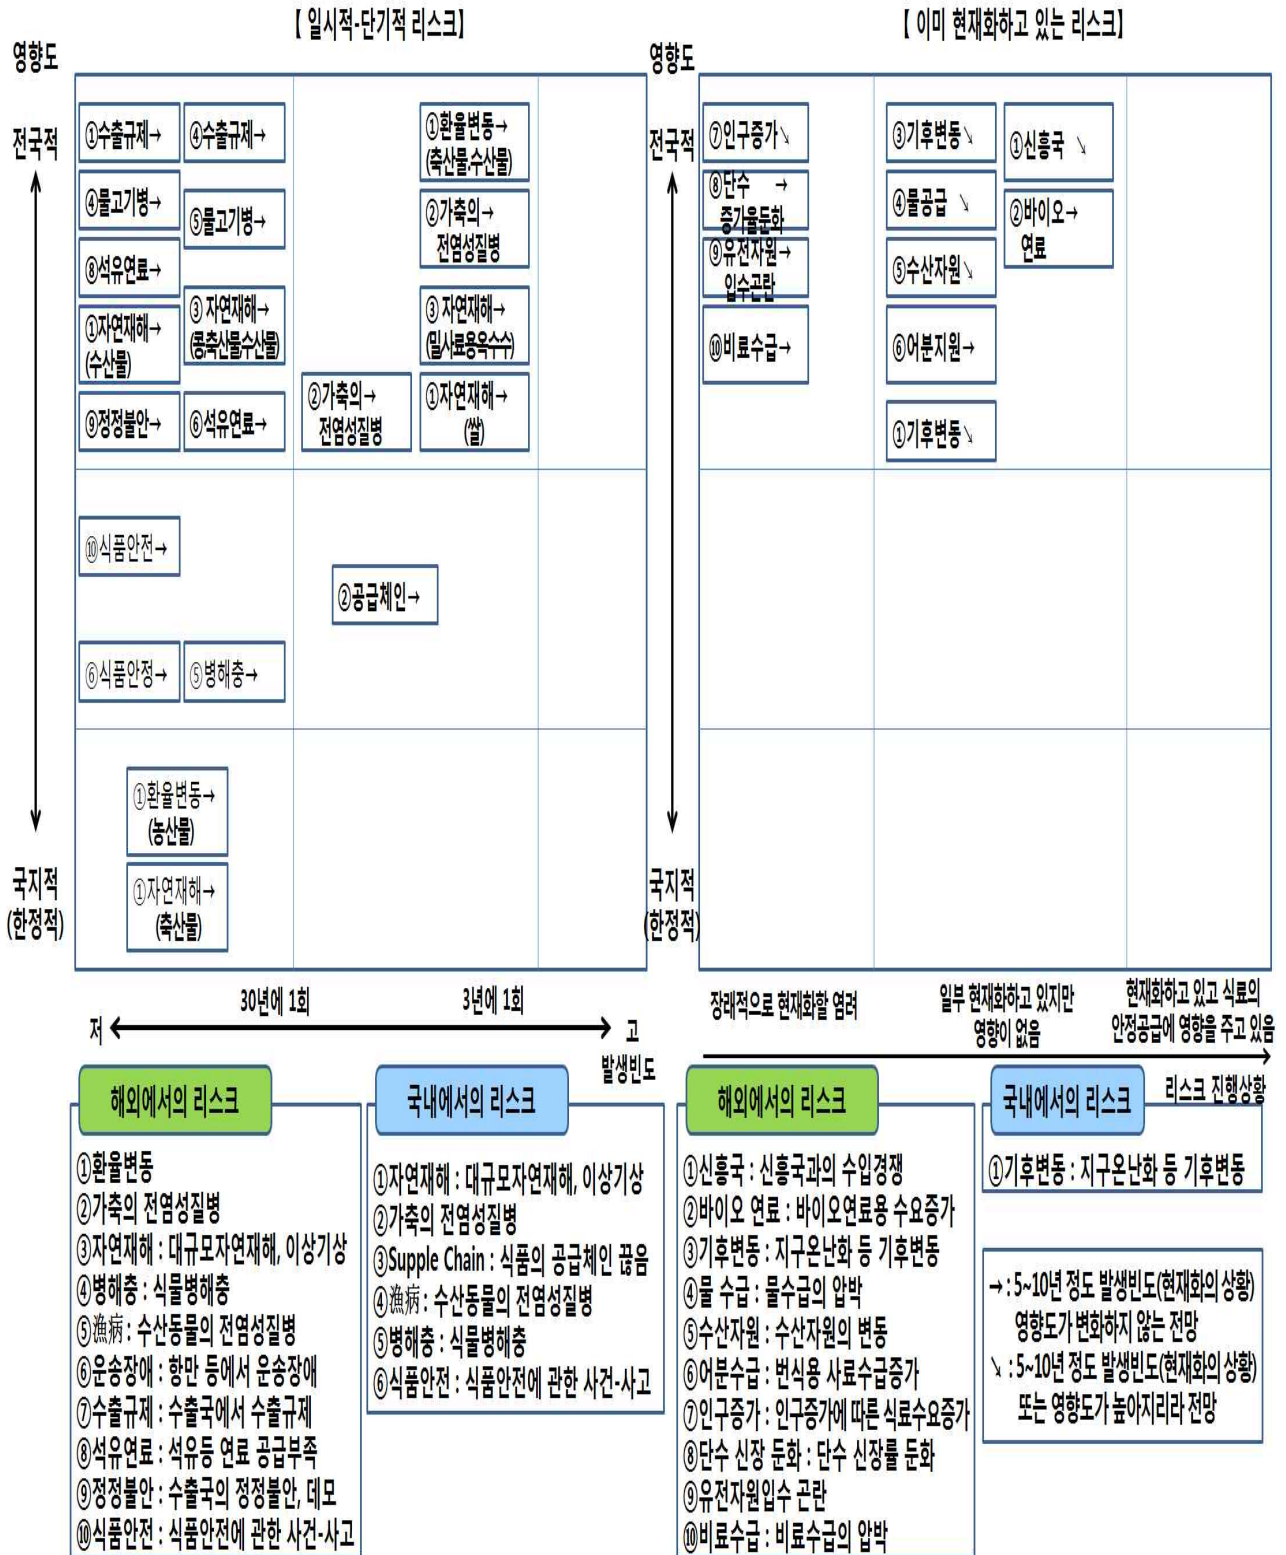 【 일시적-단기적 리스크】
영향도
전국적
국지적
(한정적)
①수출규제→
④수출규제→
①환율변동→
(축산물.수산물)
④물고기병→
⑤물고기병→
②가축의→
전염성질병
⑧석유연료→
③ 자연재해→
(콩,축산물,수산물)
③ 자연재해→
(밀,사료용옥수수)
①자연재해→
(수산물)
⑨정정불안→
⑥석유연료→
②가축의→
전염성질병
①자연재해→
(쌀)
⑩식품안전→
②공급체인→
⑥식품안정→
⑤병해충→
①환율변동→
(농산물)
①자연재해→
(축산물)
30년에 1회
3년에 1회
저
고
발생빈도
【 이미 현재화하고 있는 리스크】
영향도
전국적
국지적
(한정적)
⑦인구증가↘
③기후변동↘
①신흥국 ↘
⑧단수 →
증가율둔화
④물공급 ↘
②바이오→
연료
⑨유전자원→
입수곤란
⑤수산자원↘
⑩비료수급→
⑥어분지원→
①기후변동↘
장래적으로 현재화할 염려
일부 현재화하고 있지만
영향이 없음
현재화하고 있고 식료의
안정공급에 영향을 주고 있음
리스크 진행상황
해외에서의 리스크
①환율변동
②가축의 전염성질병
③자연재해 : 대규모자연재해, 이상기상
④병해충 : 식물병해충
⑤漁病 : 수산동물의 전염성질병
⑥운송장애 : 항만 등에서 운송장애
⑦수출규제 : 수출국에서 수출규제
⑧석유연료 : 석유등 연료 공급부족
⑨정정불안 : 수출국의 정정불안, 데모
⑩식품안전 : 식품안전에 관한 사건-사고
국내에서의 리스크
①자연재해 : 대규모자연재해, 이상기상
②가축의 전염성질병
③Supple Chain : 식품의 공급체인 끊음
④漁病 : 수산동물의 전염성질병
⑤병해충 : 식물병해충
⑥식품안전 : 식품안전에 관한 사건-사고
해외에서의 리스크
①신흥국 : 신흥국과의 수입경쟁
②바이오 연료 : 바이오연료용 수요증가
③기후변동 : 지구온난화 등 기후변동
④물 수급 : 물수급의 압박
⑤수산자원 : 수산자원의 변동
⑥어분수급 : 번식용 사료수급증가
⑦인구증가 : 인구증가에 따른 식료수요증가
⑧단수 신장 둔화 : 단수 신장률 둔화
⑨유전자원입수 곤란
⑩비료수급 : 비료수급의 압박
국내에서의 리스크
①기후변동 : 지구온난화 등 기후변동
→ : 5~10년 정도 발생빈도(현재화의 상황)
영향도가 변화하지 않는 전망
↘ : 5~10년 정도 발생빈도(현재화의 상황)
또는 영향도가 높아지리라 전망